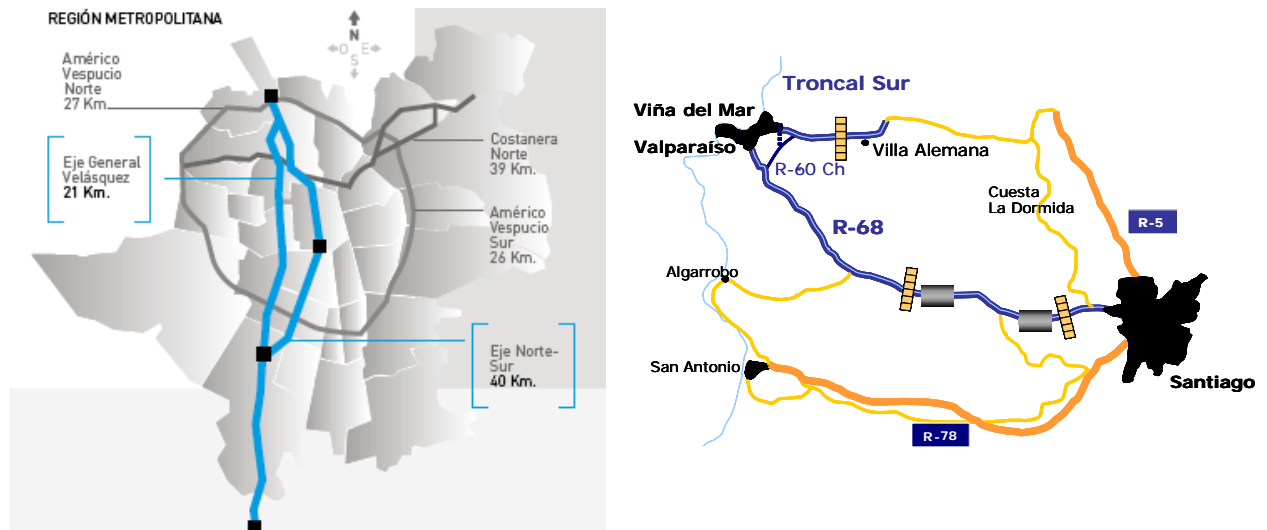 REGIÓN METROPOLITANA
N
O E
S
Américo
Vespucio
Norte
27 Km.
Eje General
Velásquez
21 Km.
Costanera
Norte
39 Km.
Américo
Vespucio
Sur
26 Km.
Eje Norte-
Sur
40 Km.
Troncal Sur
Viña del Mar
Valparaíso
Villa Alemana
R-60 Ch
Cuesta
La Dormida
R-5
R-68
Algarrobo
San Antonio
Santiago
R-78